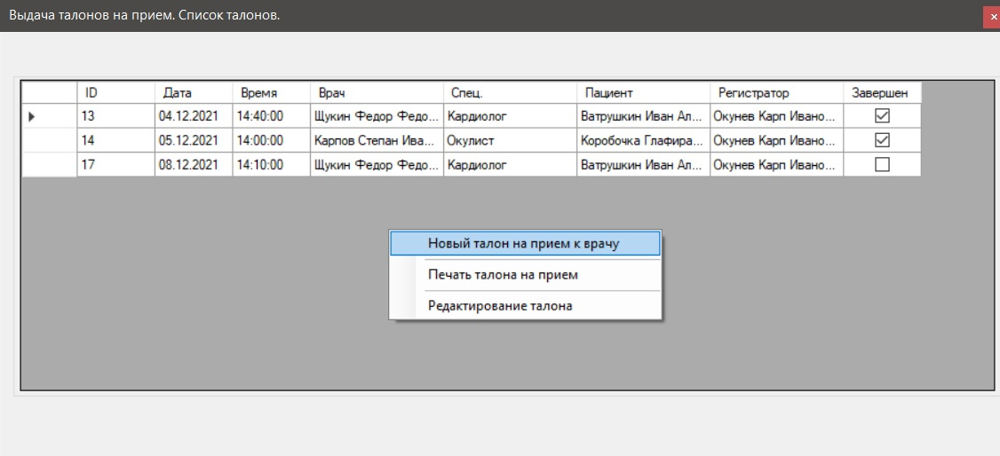 Выдача талонов на прием. Список талонов.
ID Дата Время Врач Спец. Пациент Регистратор Завершен
13 04.12.2021 14:40:00 Щукин Федор Федо... Кардиолог Ватрушкин Иван Ал... Окунев Карп Ивано...
14 05.12.2021 14:00:00 Карпов Степан Ива... Окулист Коробочка Глафира... Окунев Карп Ивано...
17 08.12.2021 14:10:00 Щукин Федор Федо... Кардиолог Ватрушкин Иван Ал... Окунев Карп Ивано...
Новый талон на прием к врачу
Печать талона на прием
Редактирование талона